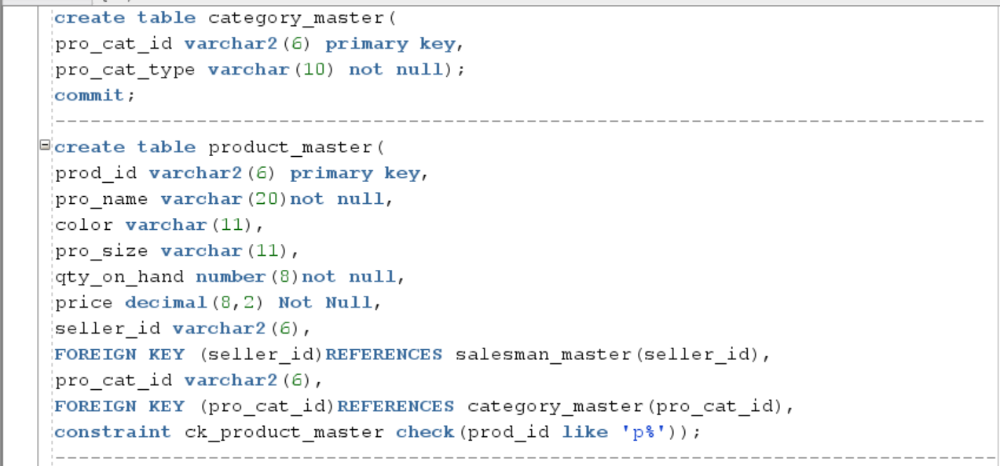 create table category_master(
pro_cat_id varchar2(6) primary key,
pro_cat_type varchar(10) not null);
commit;
-------------------------------------------------------------------------------
create table product_master(
prod_id varchar2(6) primary key,
pro_name varchar(20)not null,
color varchar(11),
pro_size varchar(11),
qty_on_hand number(8)not null,
price decimal(8,2) Not Null,
seller_id varchar2(6),
FOREIGN KEY (seller_id)REFERENCES salesman_master(seller_id),
pro_cat_id varchar2(6),
FOREIGN KEY (pro_cat_id)REFERENCES category_master(pro_cat_id),
constraint ck_product_master check(prod_id like 'p%'));
--------------------------------------------------------------------------------